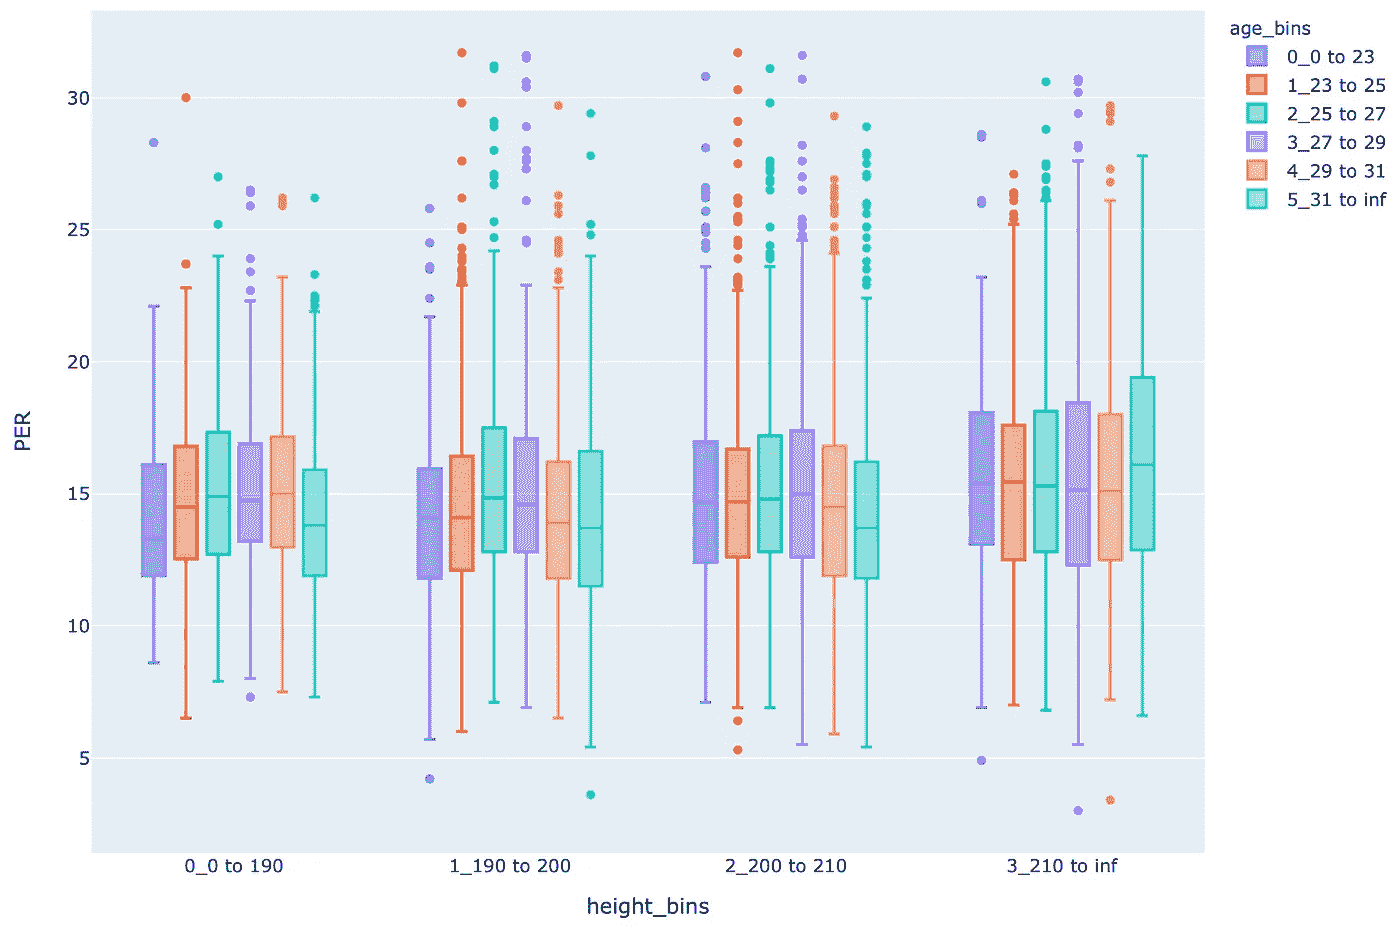 age_bins
0_0 to 23
1_23 to 25
2_25 to 27
3_27 to 29
4_29 to 31
5_31 to inf
PER
30
25
20
15
10
5
0_0 to 190 1_190 to 200 2_200 to 210 3_210 to inf
height_bins